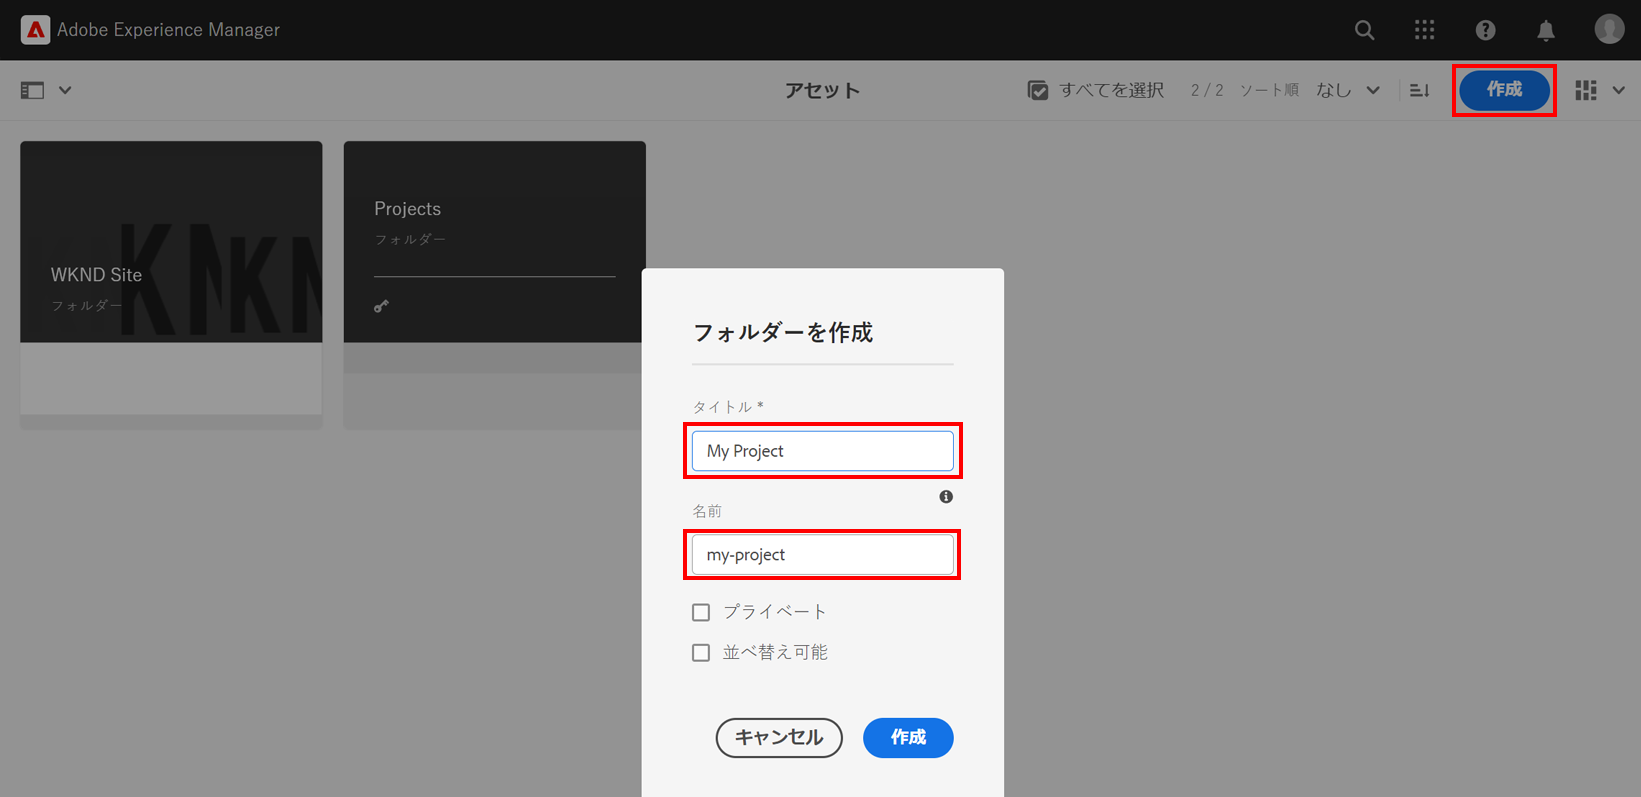 Adobe Experience Manager
アセット
すべてを選択 2 / 2 ソート順 なし
作成
WKND Site
フォルダー
Projects
フォルダー
フォルダーを作成
タイトル *
My Project
名前
my-project
プライベート
並べ替え可能
キャンセル 作成